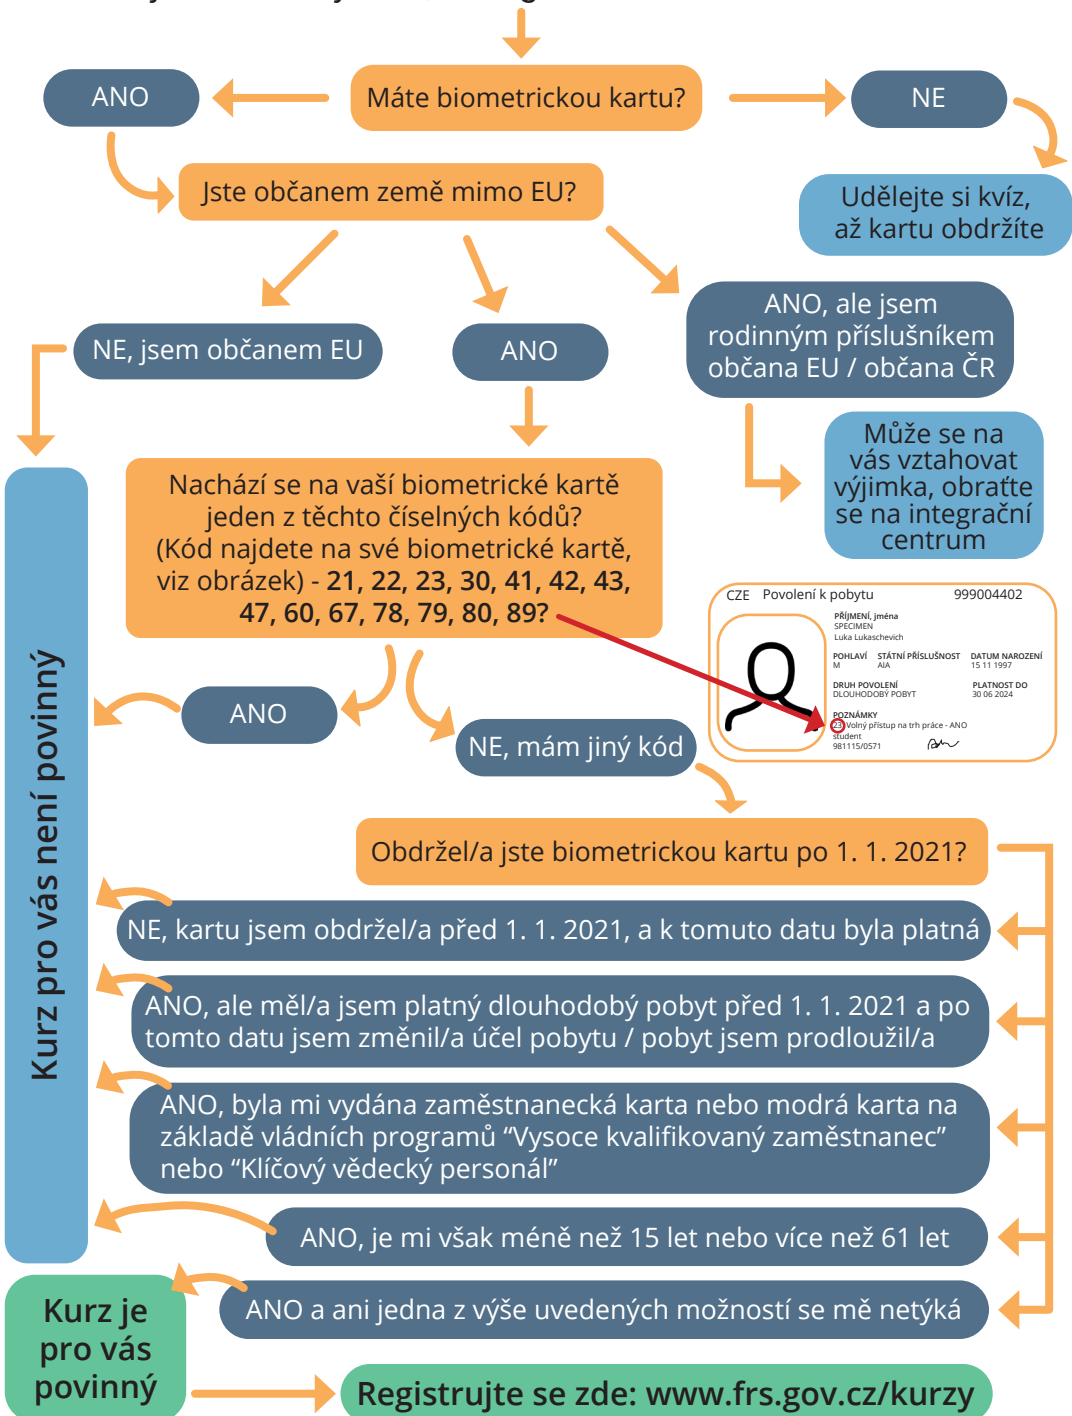 Máte biometrickou kartu?
ANO
NE
Jste občanem země mimo EU?
Udělejte si kvíz,
až kartu obdržíte
NE, jsem občanem EU
ANO
ANO, ale jsem
rodinným příslušníkem
občana EU / občana ČR
Může se na
vás vztahovat
výjimka, obraťte
se na integrační
centrum
Nachází se na vaší biometrické kartě
jeden z těchto číselných kódů?
(Kód najdete na své biometrické kartě,
viz obrázek) - 21, 22, 23, 30, 41, 42, 43,
47, 60, 67, 78, 79, 80, 89?
CZE Povolení k pobytu 999004402
PŘÍJMENÍ, jména
SPECIMEN
Luka Lukaschevich
POHLAVÍ STÁTNÍ PŘÍSLUŠNOST DATUM NAROZENÍ
M AIA 15 11 1997
DRUH POVOLENÍ PLATNOST DO
DLOUHODOBÝ POBYT 30 06 2024
POZNÁMKY
23: Volný přístup na trh práce - ANO
student
981115/0571
ANO
NE, mám jiný kód
Kurz pro vás není povinný
Obdržel/a jste biometrickou kartu po 1. 1. 2021?
NE, kartu jsem obdržel/a před 1. 1. 2021, a k tomuto datu byla platná
ANO, ale měl/a jsem platný dlouhodobý pobyt před 1. 1. 2021 a po
tomto datu jsem změnil/a účel pobytu / pobyt jsem prodloužil/a
ANO, byla mi vydána zaměstnanecká karta nebo modrá karta na
základě vládních programů “Vysoce kvalifikovaný zaměstnanec”
nebo “Klíčový vědecký personál”
ANO, je mi však méně než 15 let nebo více než 61 let
ANO a ani jedna z výše uvedených možností se mě netýká
Kurz je
pro vás
povinný
Registrujte se zde: www.frs.gov.cz/kurzy